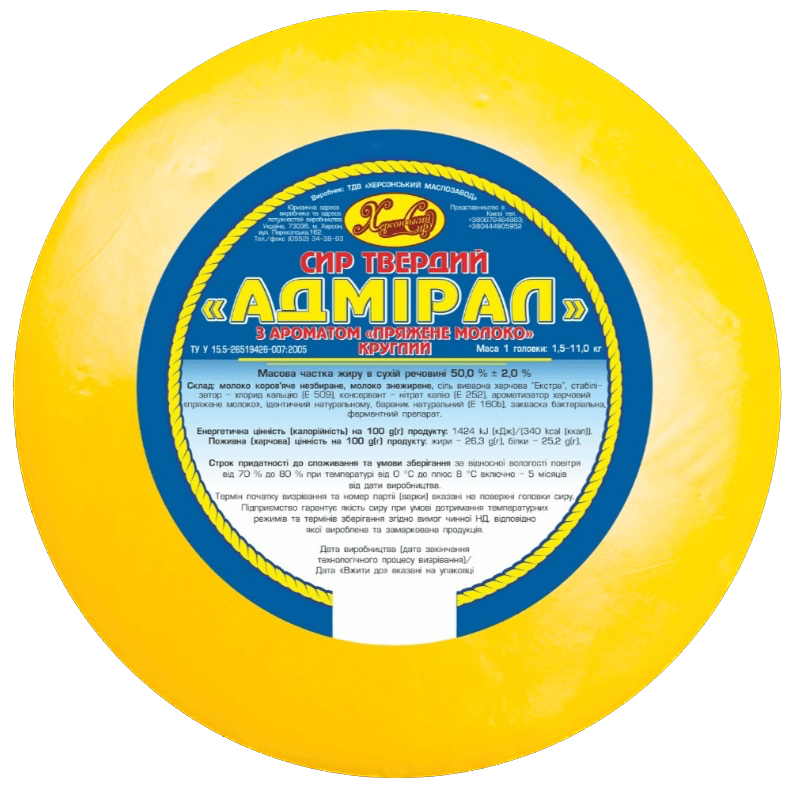 Виробник: ТДВ «ХЕРСОНСЬКИЙ МАСЛОЗАВОД»
Юридична адреса
виробника та адреса
потужностей виробництва:
Україна, 73036, м. Херсон,
вул. Перекопська,162.
Тел./факс (0552) 34-38-83
Херсонський
Сир
Представництво в
Києві тел.
+380672464863;
+380444905952
СИР ТВЕРДИЙ
«АДМІРАЛ»
З АРОМАТОМ «ПРЯЖЕНЕ МОЛОКО»
ТУ У 15.5-26519426-007:2005
КРУГЛИЙ
Маса 1 головки: 1,5-11,0 кг
Масова частка жиру в сухій речовині 50,0 % ± 2,0 %
Склад: молоко коров'яче незбиране, молоко знежирене, сіль виварна харчова "Екстра", стабілі-
затор - хлорид кальцію (Е 509), консервант - нітрат калію (Е 252), ароматизатор харчовий
«пряжене молоко», ідентичний натуральному, барвник натуральний (Е 160b), закваска бактеріальна,
ферментний препарат.
Енергетична цінність (калорійність) на 100 g(г) продукту: 1424 kJ (кДж)/(340 kcal (ккал)).
Поживна (харчова) цінність на 100 g(г) продукту: жири - 26,3 g(г), білки - 25,2 g(г).
Строк придатності до споживання та умови зберігання за відносної вологості повітря
від 70 % до 80 % при температурі від 0 °С до плюс 8 °С включно - 5 місяців
від дати виробництва.
Термін початку визрівання та номер партії (варки) вказані на поверхні головки сиру.
Підприємство гарантує якість сиру при умові дотримання температурних
режимів та термінів зберігання згідно вимог чинної НД, відповідно
якої вироблена та замаркована продукція.
Дата виробництва (дата закінчення
технологічного процесу визрівання)/
Дата «Вжити до» вказані на упаковці